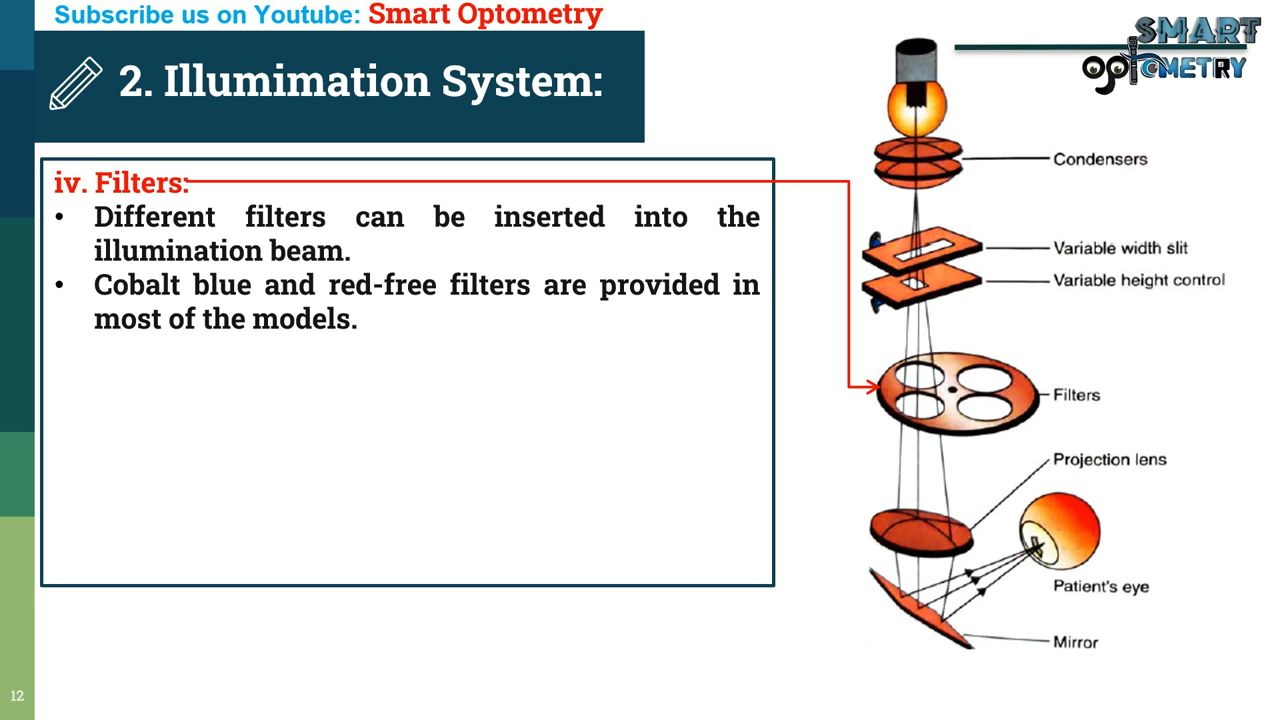 Subscribe us on Youtube: Smart Optometry
SMART
OPTOMETRY
2. Illumimation System:
iv. Filters:
• Different filters can be inserted into the
illumination beam.
• Cobalt blue and red-free filters are provided in
most of the models.
Condensers
Variable width slit
Variable height control
Filters
Projection lens
Patient's eye
Mirror
12